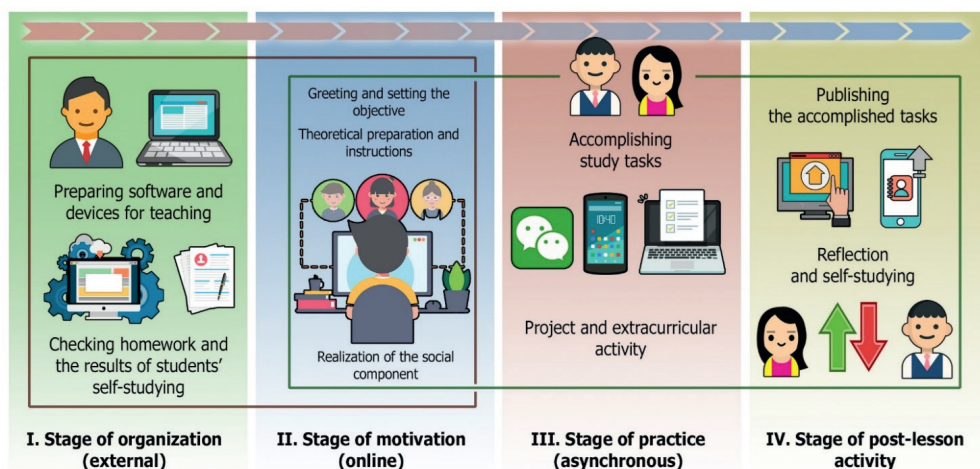 Preparing software and
devices for teaching
Checking homework and
the results of students'
self-studying
I. Stage of organization
(external)
Greeting and setting the
objective
Theoretical preparation and
instructions
Realization of the social
component
II. Stage of motivation
(online)
Accomplishing
study tasks
10:40
Project and extracurricular
activity
III. Stage of practice
(asynchronous)
Publishing
the accomplished tasks
Reflection
and self-studying
IV. Stage of post-lesson
activity